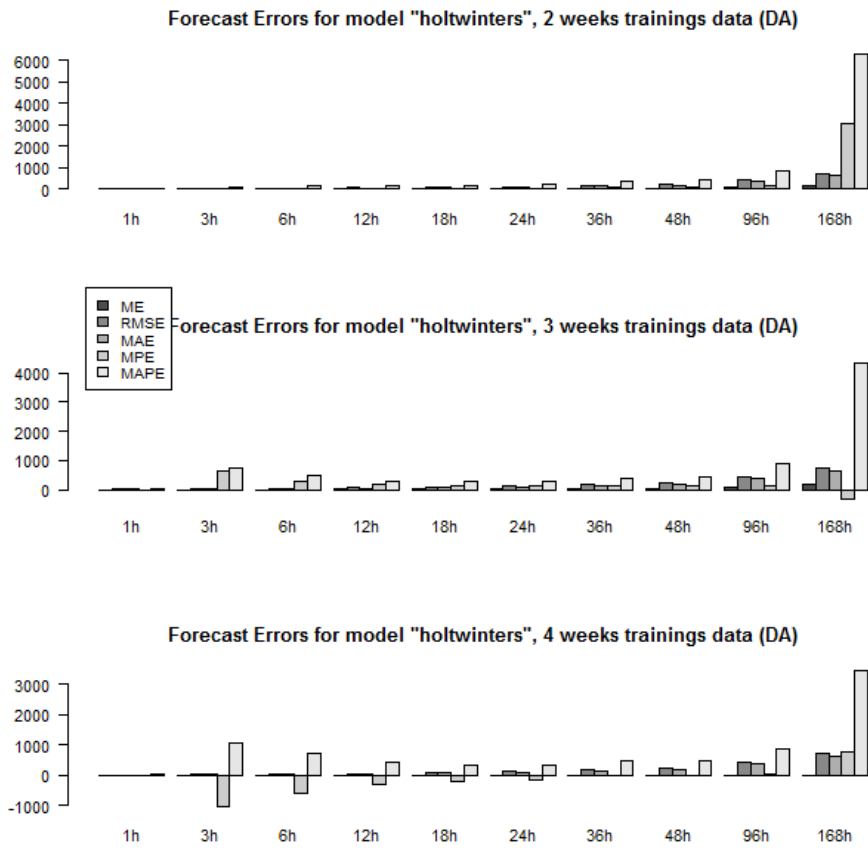 Forecast Errors for model "holtwinters", 2 weeks trainings data (DA)
6000
5000
4000
3000
2000
1000
0
1h 3h 6h 12h 18h 24h 36h 48h 96h 168h
ME
RMSE
MAE
MPE
MAPE
Forecast Errors for model "holtwinters", 3 weeks trainings data (DA)
4000
3000
2000
1000
0
1h 3h 6h 12h 18h 24h 36h 48h 96h 168h
Forecast Errors for model "holtwinters", 4 weeks trainings data (DA)
3000
2000
1000
0
-1000
1h 3h 6h 12h 18h 24h 36h 48h 96h 168h